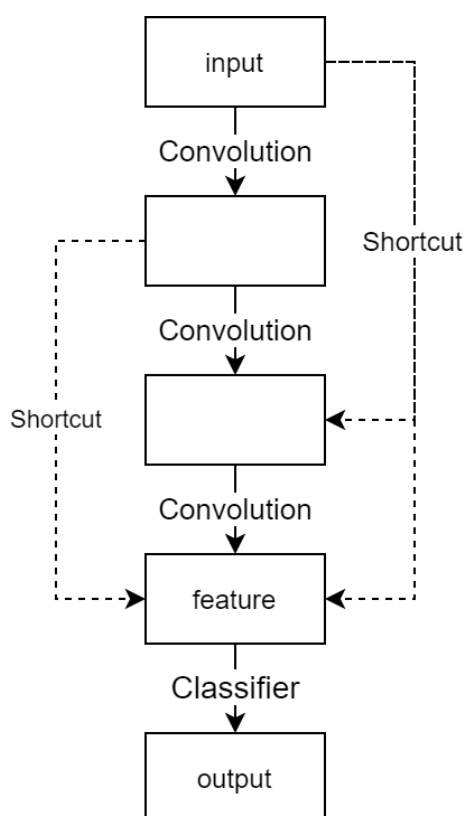 input
Convolution
Shortcut
Convolution
Shortcut
Convolution
feature
Classifier
output